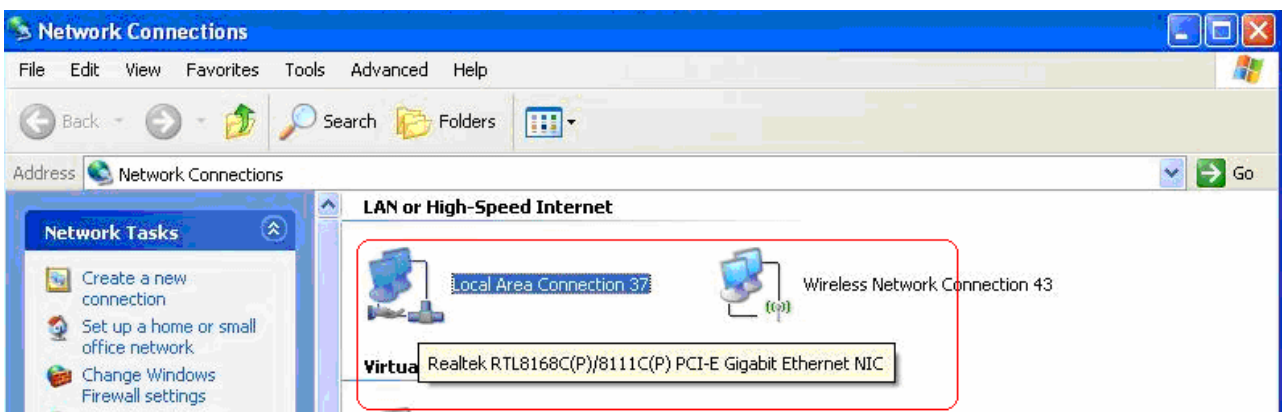 Network Connections
File Edit View Favorites Tools Advanced Help
Back Search Folders
Address Network Connections Go
LAN or High-Speed Internet
Network Tasks
Local Area Connection 37 Wireless Network Connection 43
Create a new
connection
Set up a home or small
office network
Virtua Realtek RTL8168C(P)/8111C(P) PCI-E Gigabit Ethernet NIC
Change Windows
Firewall settings